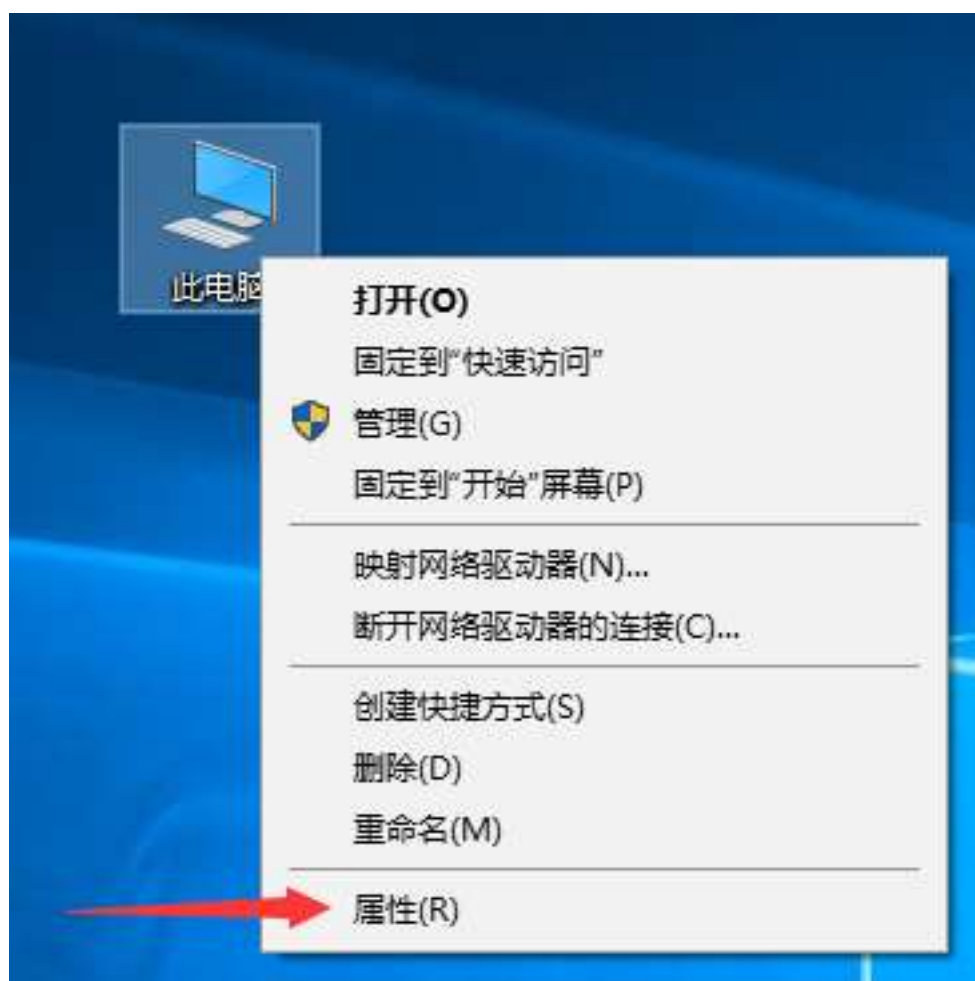 此电脑
打开(O)
固定到"快速访问"
管理(G)
固定到"开始"屏幕(P)
映射网络驱动器(N)...
断开网络驱动器的连接(C)...
创建快捷方式(S)
删除(D)
重命名(M)
属性(R)